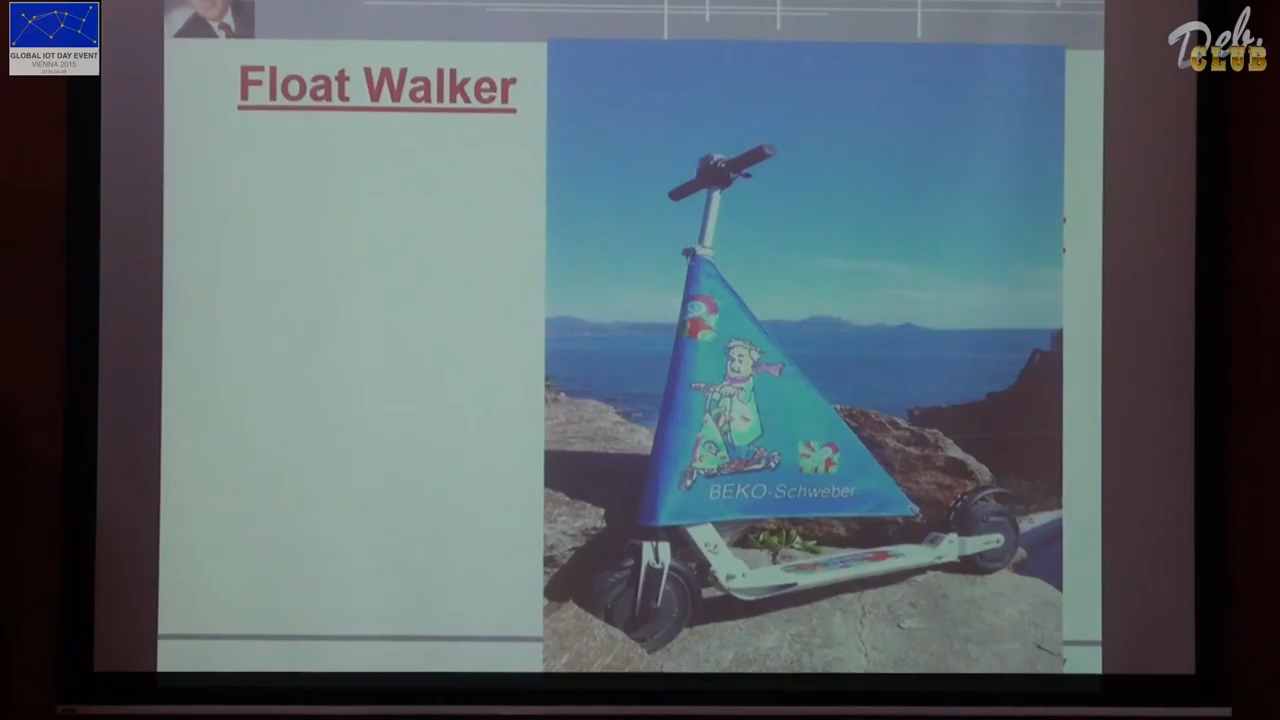 GLOBAL IOT DAY EVENT
VIENNA 2015
Deb.
CLUB
Float Walker
BEKO-Schweber